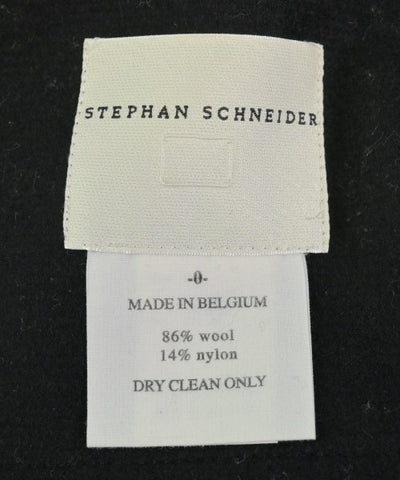 STEPHAN SCHNEIDER
-0-
MADE IN BELGIUM
86% wool
14% nylon
DRY CLEAN ONLY